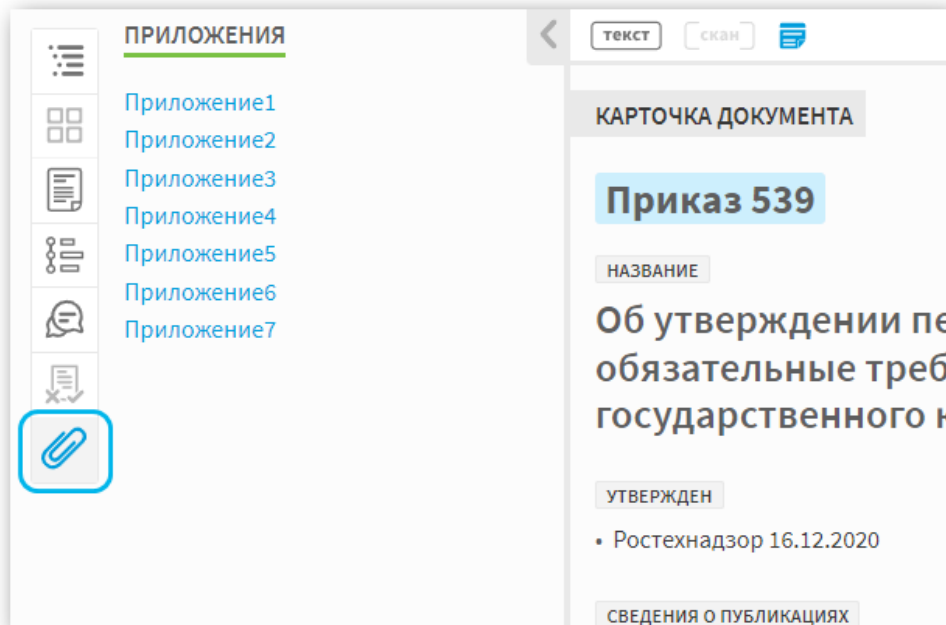 ПРИЛОЖЕНИЯ
Приложение1
Приложение2
Приложение3
Приложение4
Приложение5
Приложение6
Приложение7
текст скан
КАРТОЧКА ДОКУМЕНТА
Приказ 539
НАЗВАНИЕ
Об утверждении пе
обязательные треб
государственного к
УТВЕРЖДЕН
• Ростехнадзор 16.12.2020
СВЕДЕНИЯ О ПУБЛИКАЦИЯХ